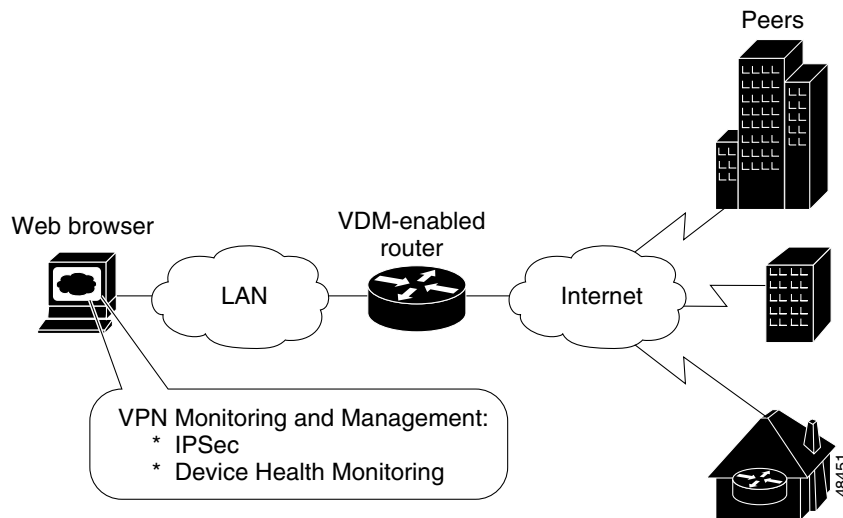 Peers
Web browser
VDM-enabled
router
LAN
Internet
VPN Monitoring and Management:
* IPSec
* Device Health Monitoring
48451